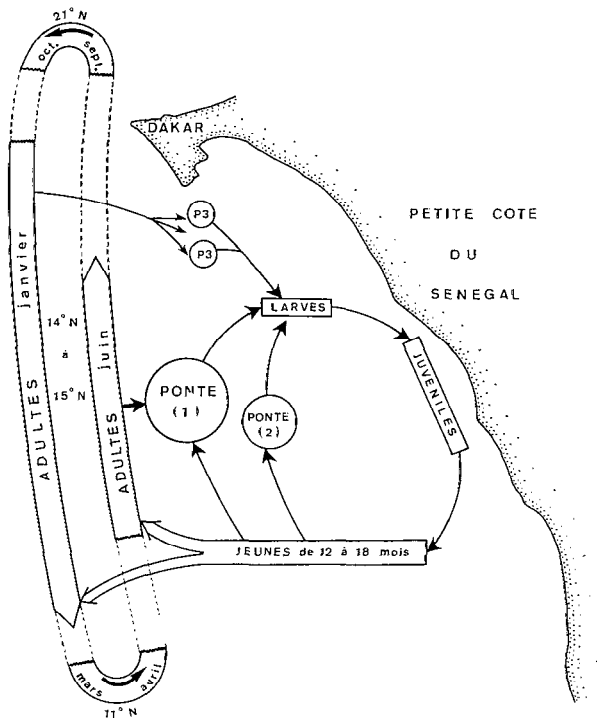 21° N
oct. sept.
DAKAR
PETITE COTE
DU
SENEGAL
P3
P3
LARVES
janvier
ADULTES
14° N
à
15° N
juin
ADULTES
PONTE
(1)
PONTE
(2)
JUVENILES
JEUNES de 12 à 18 mois
mars avril
11° N